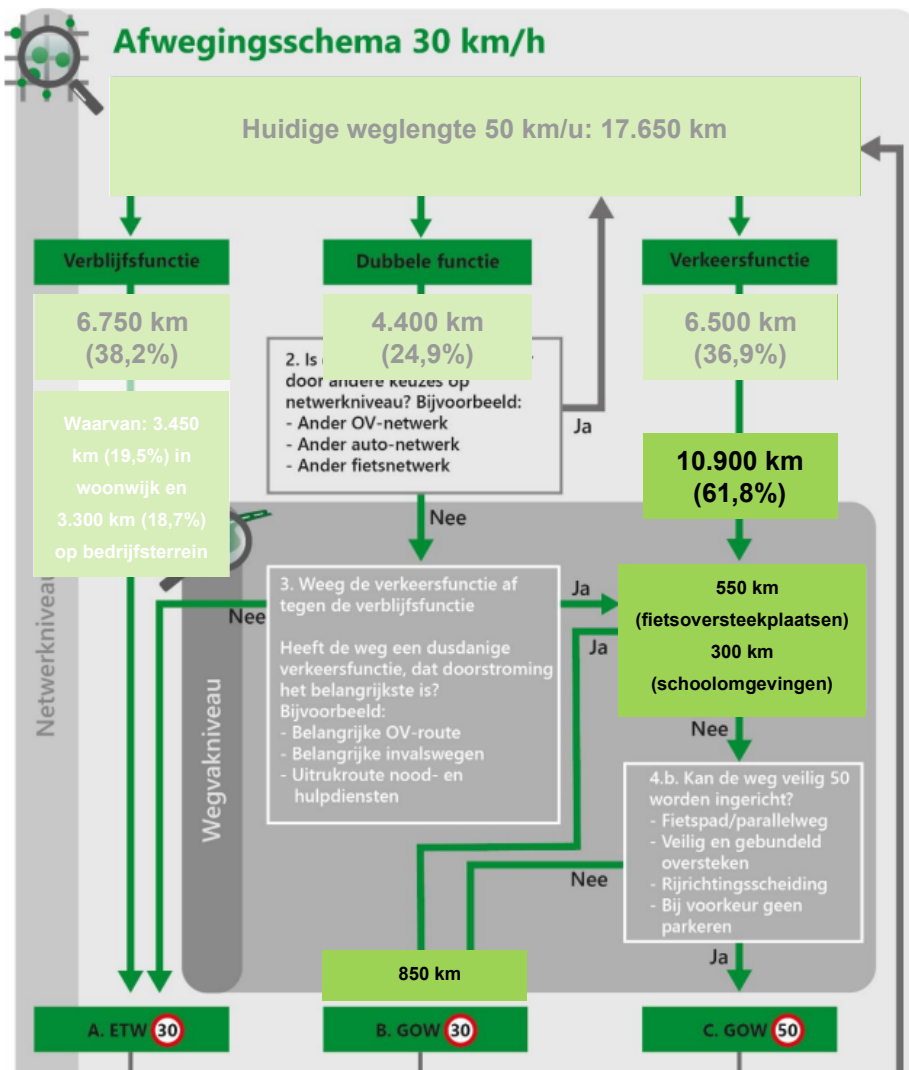 Afwegingsschema 30 km/h
Huidige weglengte 50 km/u: 17.650 km
Verblijfsfunctie
Dubbele functie
Verkeersfunctie
6.750 km
(38,2%)
4.400 km
(24,9%)
6.500 km
(36,9%)
2. Is
door andere keuzes op
netwerkniveau? Bijvoorbeeld:
- Ander OV-netwerk
- Ander auto-netwerk
- Ander fietsnetwerk
Ja
Waarvan: 3.450
km (19,5%) in
woonwijk en
3.300 km (18,7%)
op bedrijfsterrein
10.900 km
(61,8%)
Nee
Netwerkniveau
Wegvakniveau
3. Weeg de verkeersfunctie af
tegen de verblijfsfunctie
Heeft de weg een dusdanige
verkeersfunctie, dat doorstroming
het belangrijkste is?
Bijvoorbeeld:
- Belangrijke OV-route
- Belangrijke invalswegen
- Uitrukroute nood- en
hulpdiensten
Nee
Ja
Ja
550 km
(fietsoversteekplaatsen)
300 km
(schoolomgevingen)
Nee
4.b. Kan de weg veilig 50
worden ingericht?
- Fietspad/parallelweg
- Veilig en gebundeld
oversteken
- Rijrichtingsscheiding
- Bij voorkeur geen
parkeren
Nee
Ja
850 km
A. ETW 30
B. GOW 30
C. GOW 50